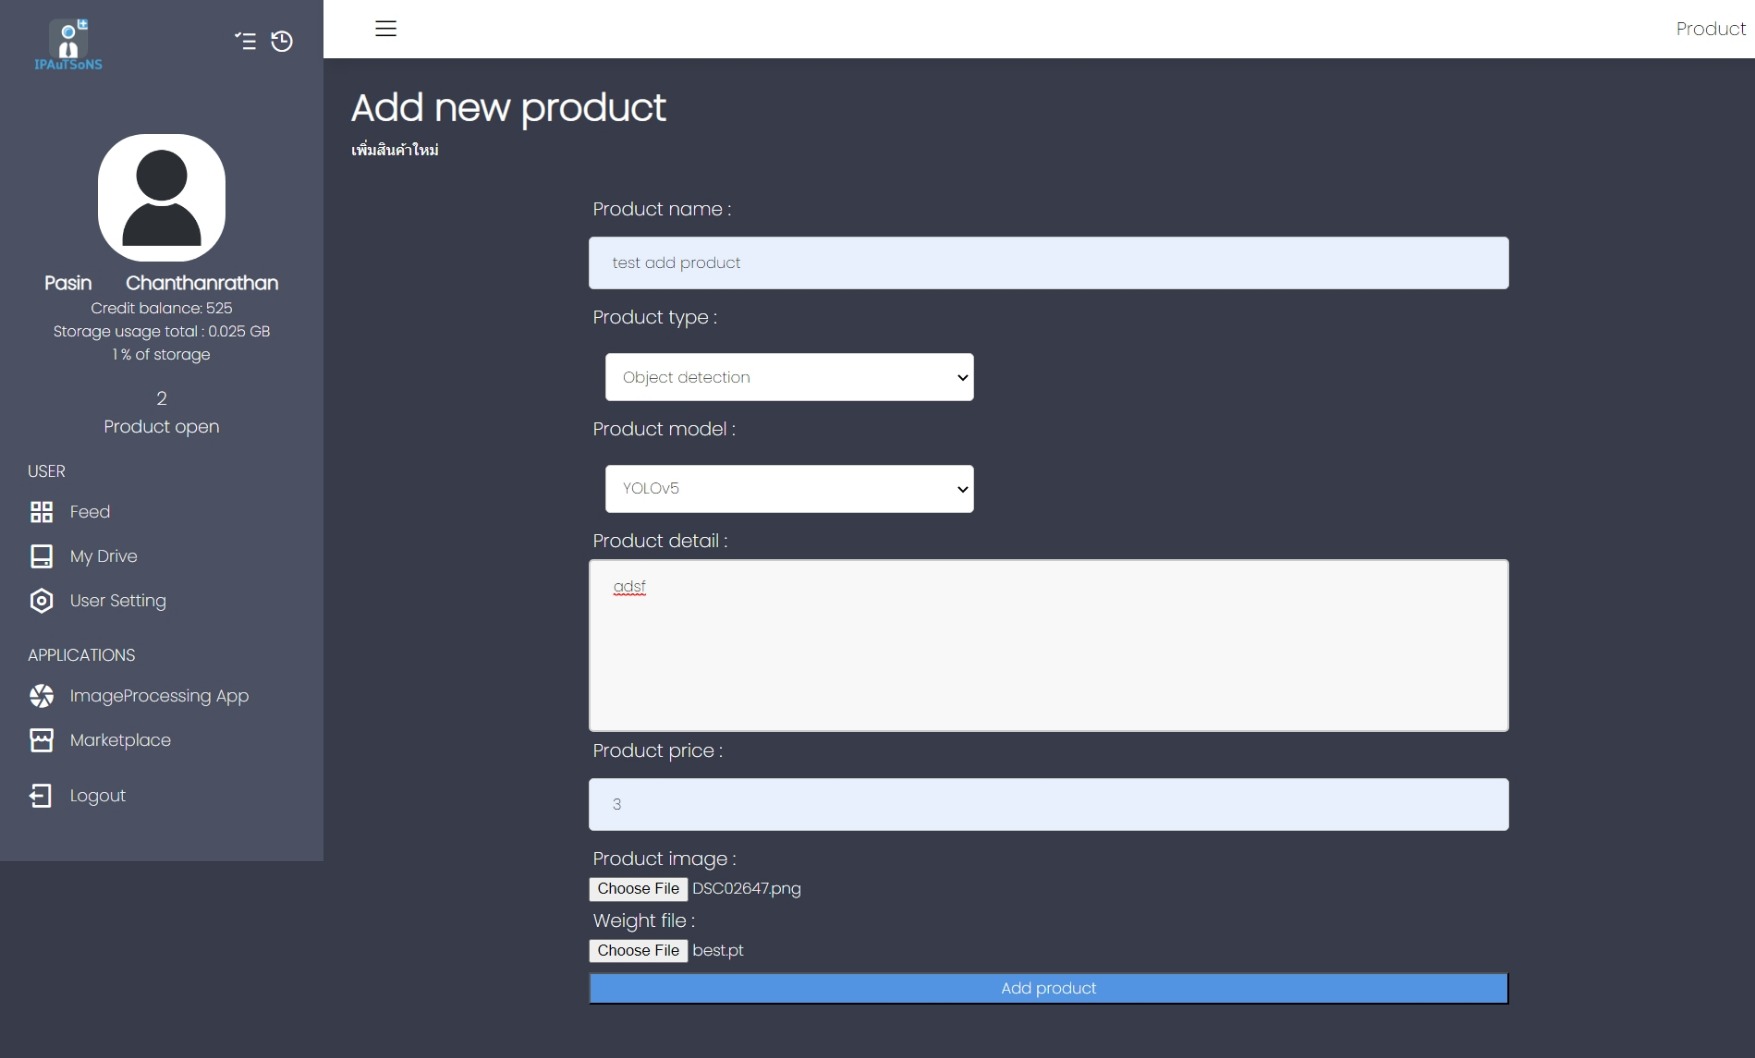 IPAuTSoNS
Product
Add new product
เพิ่มสินค้าใหม่
Pasin Chanthanrathan
Credit balance: 525
Storage usage total : 0.025 GB
1 % of storage
2
Product open
USER
Feed
My Drive
User Setting
APPLICATIONS
ImageProcessing App
Marketplace
Logout
Product name :
test add product
Product type :
Object detection
Product model :
YOLOv5
Product detail :
adsf
Product price :
3
Product image :
Choose File DSC02647.png
Weight file :
Choose File best.pt
Add product